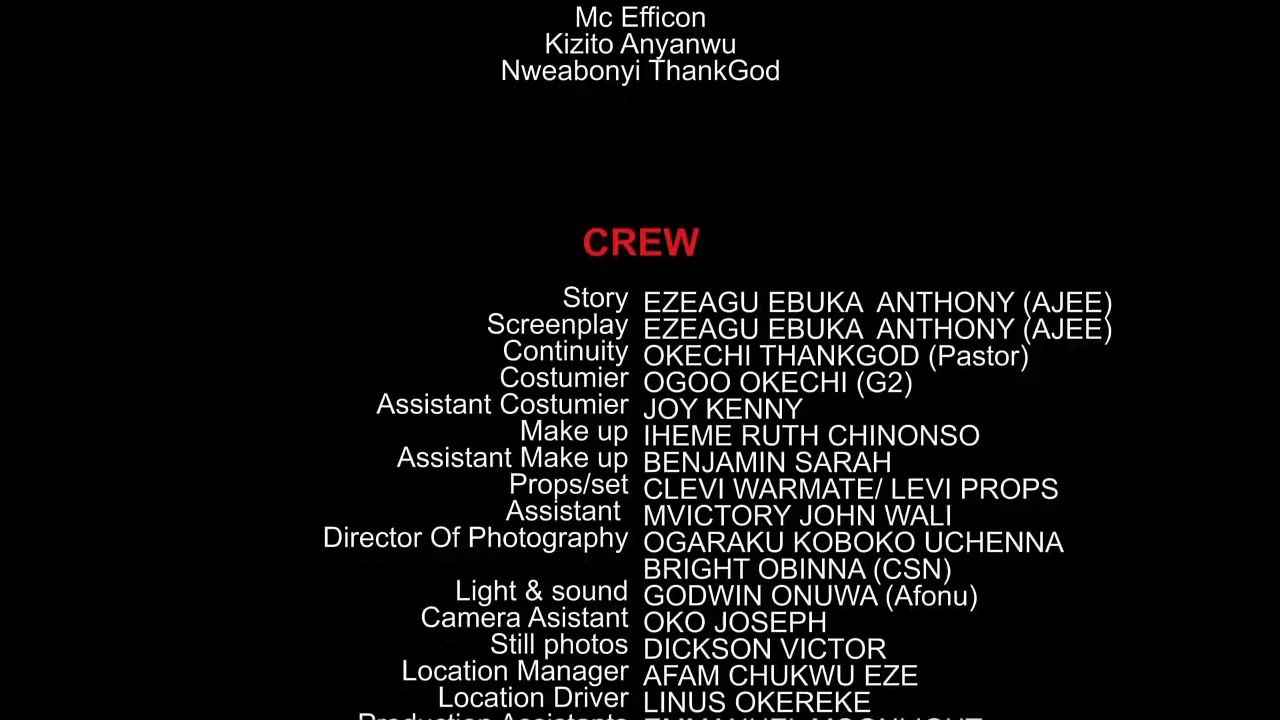 Mc Efficon
Kizito Anyanwu
Nweabonyi ThankGod
CREW
Story EZEAGU EBUKA ANTHONY (AJEE)
Screenplay EZEAGU EBUKA ANTHONY (AJEE)
Continuity OKECHI THANKGOD (Pastor)
Costumier OGOO OKECHI (G2)
Assistant Costumier JOY KENNY
Make up IHEME RUTH CHINONSO
Assistant Make up BENJAMIN SARAH
Props/set CLEVI WARMATE/ LEVI PROPS
Assistant MVICTORY JOHN WALI
Director Of Photography OGARAKU KOBOKO UCHENNA
BRIGHT OBINNA (CSN)
Light & sound GODWIN ONUWA (Afonu)
Camera Asistant OKO JOSEPH
Still photos DICKSON VICTOR
Location Manager AFAM CHUKWU EZE
Location Driver LINUS OKEREKE
Production Assistants EMMANUEL